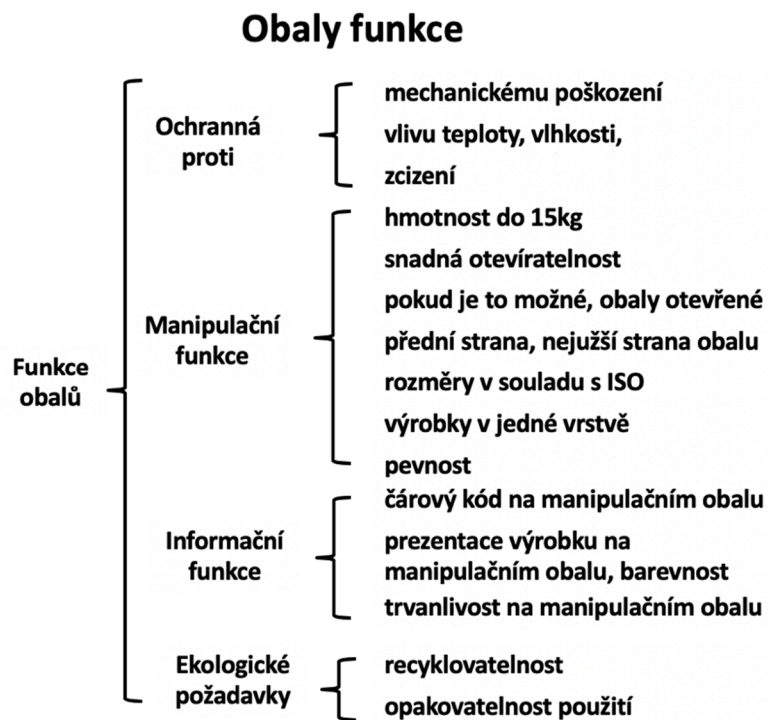 Obaly funkce
Funkce
obalů
Ochranná
proti
mechanickému poškození
vlivu teploty, vlhkosti,
zcizení
Manipulační
funkce
hmotnost do 15kg
snadná otevíratelnost
pokud je to možné, obaly otevřené
přední strana, nejužší strana obalu
rozměry v souladu s ISO
výrobky v jedné vrstvě
pevnost
Informační
funkce
čárový kód na manipulačním obalu
prezentace výrobku na
manipulačním obalu, barevnost
trvanlivost na manipulačním obalu
Ekologické
požadavky
recyklovatelnost
opakovatelnost použití